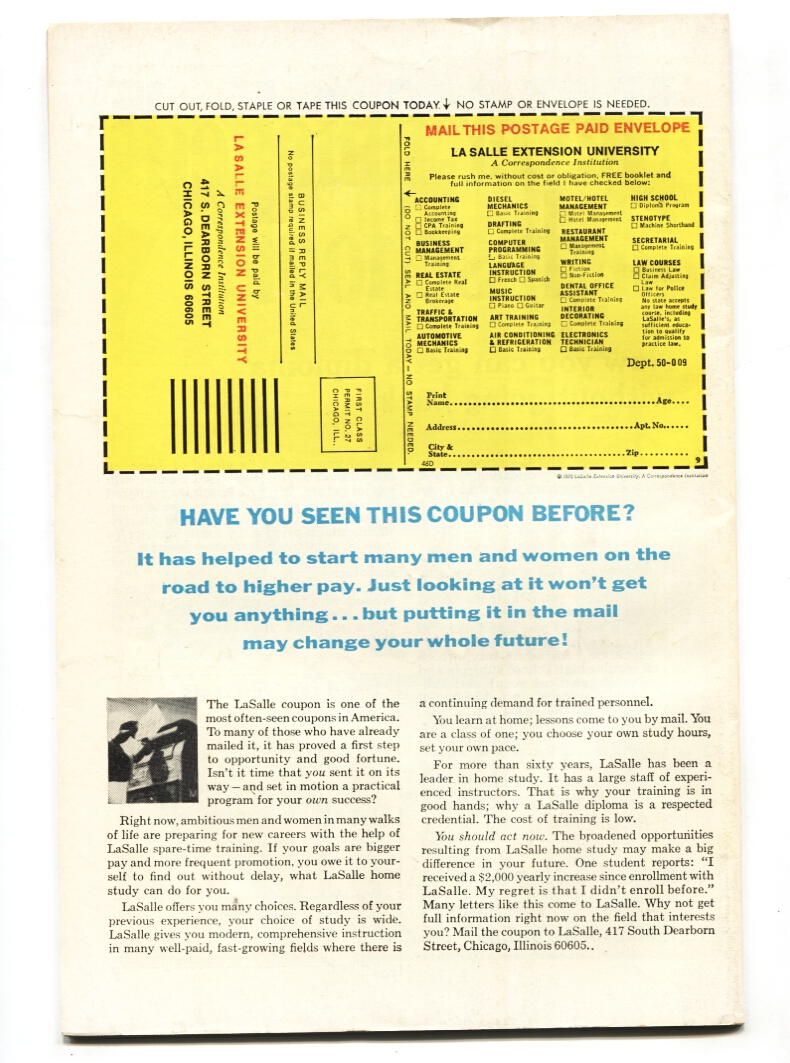 CUT OUT, FOLD, STAPLE OR TAPE THIS COUPON TODAY. ↓ NO STAMP OR ENVELOPE IS NEEDED.
Postage will be paid by
LA SALLE EXTENSION UNIVERSITY
A Correspondence Institution
417 S. DEARBORN STREET
CHICAGO, ILLINOIS 60605
BUSINESS REPLY MAIL
No postage stamp required if mailed in the United States
FIRST CLASS
PERMIT NO. 27
CHICAGO, ILL..
FOLD HERE → (DO NOT CUT) SEAL AND MAIL TODAY — NO STAMP NEEDED.
MAIL THIS POSTAGE PAID ENVELOPE
LA SALLE EXTENSION UNIVERSITY
A Correspondence Institution
Please rush me, without cost or obligation, FREE booklet and
full information on the field I have checked below:
ACCOUNTING
☐ Complete
Accounting
☐ Income Tax
☐ CPA Training
☐ Bookkeeping
BUSINESS
MANAGEMENT
☐ Management
Training
REAL ESTATE
☐ Complete Real
Estate
☐ Real Estate
Brokerage
TRAFFIC &
TRANSPORTATION
☐ Complete Training
AUTOMOTIVE
MECHANICS
☐ Basic Training
DIESEL
MECHANICS
☐ Basic Training
DRAFTING
☐ Complete Training
COMPUTER
PROGRAMMING
☐ Basic Training
LANGUAGE
INSTRUCTION
☐ French ☐ Spanish
MUSIC
INSTRUCTION
☐ Piano ☐ Guitar
ART TRAINING
☐ Complete Training
AIR CONDITIONING
& REFRIGERATION
☐ Basic Training
MOTEL/HOTEL
MANAGEMENT
☐ Motel Management
☐ Hotel Management
RESTAURANT
MANAGEMENT
☐ Management
Training
WRITING
☐ Fiction
☐ Non-Fiction
DENTAL OFFICE
ASSISTANT
☐ Complete Training
INTERIOR
DECORATING
☐ Complete Training
ELECTRONICS
TECHNICIAN
☐ Basic Training
HIGH SCHOOL
☐ Diploma Program
STENOTYPE
☐ Machine Shorthand
SECRETARIAL
☐ Complete Training
LAW COURSES
☐ Business Law
☐ Claim Adjusting
Law
☐ Law for Police
Officers
No state accepts
any law home study
course, including
LaSalle's, as
sufficient educa-
tion to qualify
for admission to
practice law.
Dept. 50-009
Print
Name..........Age....
Address..........Apt. No......
City &
State..........Zip..........
46D
9
© 1972 LaSalle Extension University, A Correspondence Institution
HAVE YOU SEEN THIS COUPON BEFORE?
It has helped to start many men and women on the
road to higher pay. Just looking at it won't get
you anything...but putting it in the mail
may change your whole future!
The LaSalle coupon is one of the
most often-seen coupons in America.
To many of those who have already
mailed it, it has proved a first step
to opportunity and good fortune.
Isn't it time that you sent it on its
way — and set in motion a practical
program for your own success?
Right now, ambitious men and women in many walks
of life are preparing for new careers with the help of
LaSalle spare-time training. If your goals are bigger
pay and more frequent promotion, you owe it to your-
self to find out without delay, what LaSalle home
study can do for you.
LaSalle offers you many choices. Regardless of your
previous experience, your choice of study is wide.
LaSalle gives you modern, comprehensive instruction
in many well-paid, fast-growing fields where there is
a continuing demand for trained personnel.
You learn at home; lessons come to you by mail. You
are a class of one; you choose your own study hours,
set your own pace.
For more than sixty years, LaSalle has been a
leader in home study. It has a large staff of experi-
enced instructors. That is why your training is in
good hands; why a LaSalle diploma is a respected
credential. The cost of training is low.
You should act now. The broadened opportunities
resulting from LaSalle home study may make a big
difference in your future. One student reports: "I
received a $2,000 yearly increase since enrollment with
LaSalle. My regret is that I didn't enroll before."
Many letters like this come to LaSalle. Why not get
full information right now on the field that interests
you? Mail the coupon to LaSalle, 417 South Dearborn
Street, Chicago, Illinois 60605..